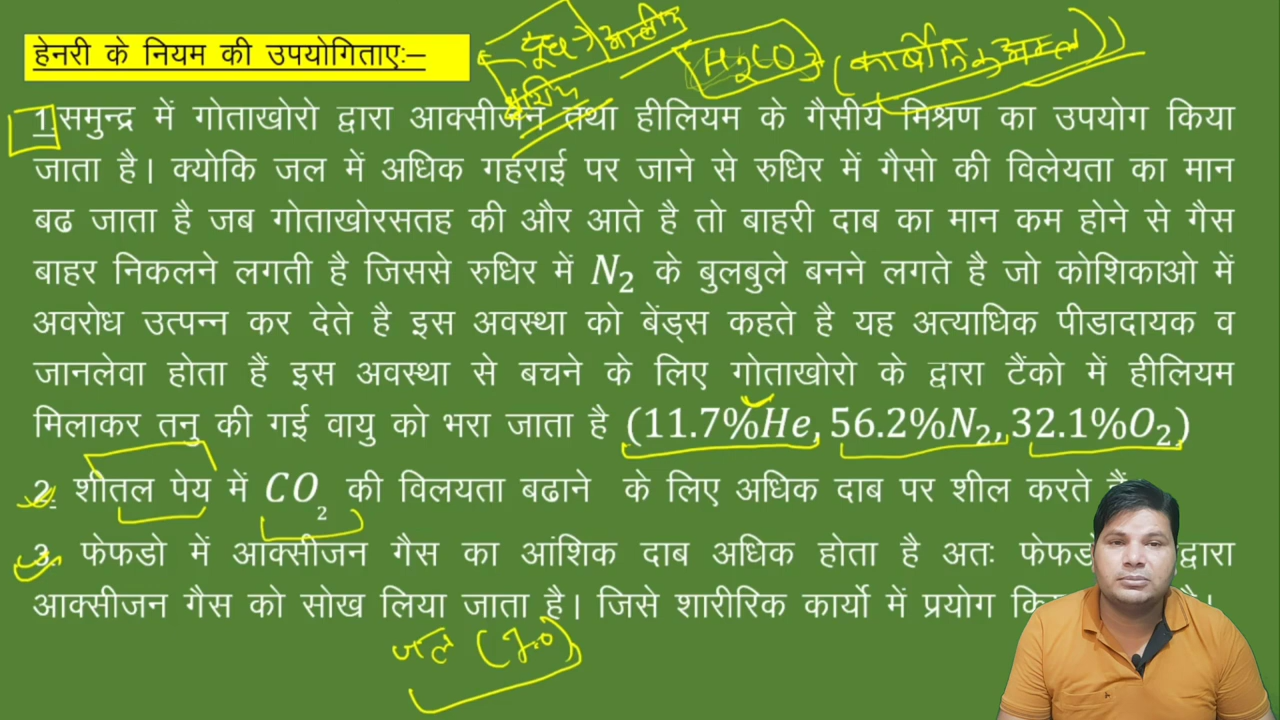 हेनरी के नियम की उपयोगिताएः–
दूध→ अम्लीय
H₂CO₃ (कार्बोनिक अम्ल)
1.समुन्द्र में गोताखोरो द्वारा आक्सीजन तथा हीलियम के गैसीय मिश्रण का उपयोग किया
जाता है। क्योकि जल में अधिक गहराई पर जाने से रुधिर में गैसो की विलेयता का मान
बढ जाता है जब गोताखोरसतह की और आते है तो बाहरी दाब का मान कम होने से गैस
बाहर निकलने लगती है जिससे रुधिर में N₂ के बुलबुले बनने लगते है जो कोशिकाओ में
अवरोध उत्पन्न कर देते है इस अवस्था को बेंड्स कहते है यह अत्याधिक पीडादायक व
जानलेवा होता हैं इस अवस्था से बचने के लिए गोताखोरो के द्वारा टैंको में हीलियम
मिलाकर तनु की गई वायु को भरा जाता है (11.7%He, 56.2%N₂, 32.1%O₂)
2. शीतल पेय में CO₂ की विलयता बढाने के लिए अधिक दाब पर शील करते हैं
3. फेफडो में आक्सीजन गैस का आंशिक दाब अधिक होता है अतः फेफडो द्वारा
आक्सीजन गैस को सोख लिया जाता है। जिसे शारीरिक कार्यो में प्रयोग है।
जल (7.0)